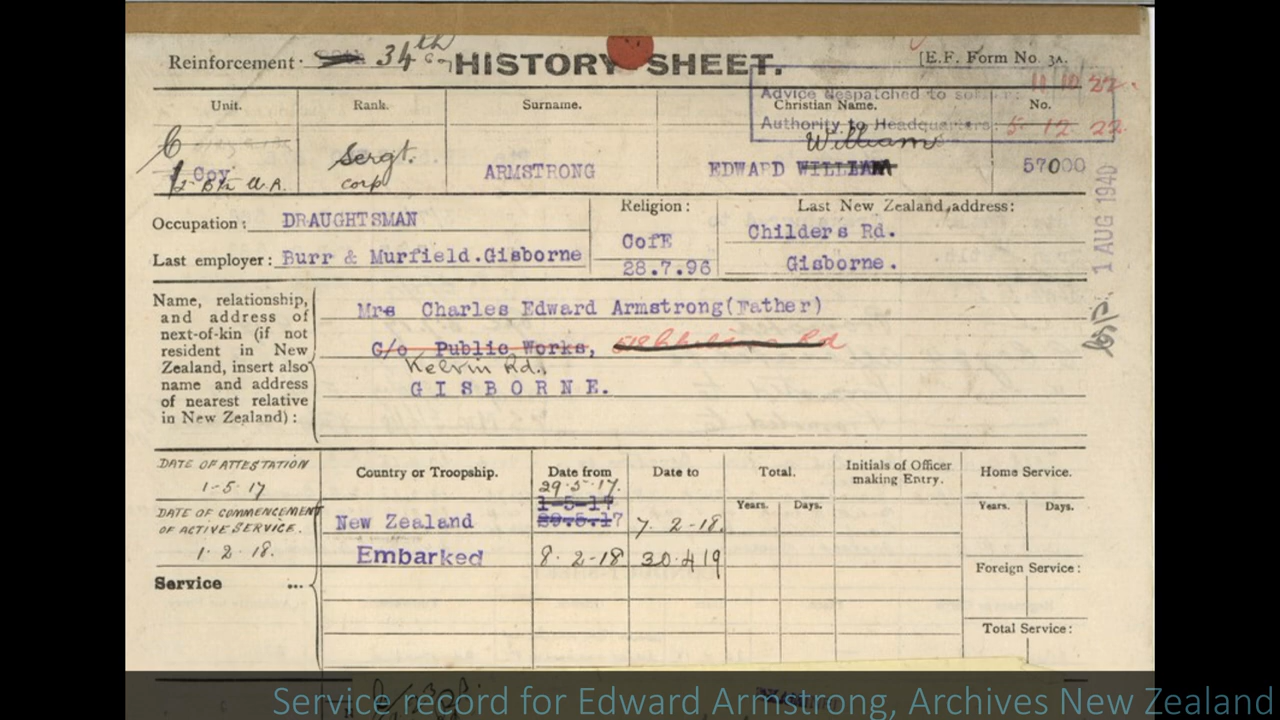 Reinforcement 34th HISTORY SHEET. [E.F. Form No. 3A.
Advice Despatched to 11 10 22
Unit. Rank. Surname. Christian Name. No.
Authority to Headquarters: 5 12 22
William
C Sergt.
Coy corp ARMSTRONG EDWARD WILLIAM 57000
1 AUG 1940
Occupation: DRAUGHTSMAN Religion: Last New Zealand address:
CofE Childers Rd.
Last employer: Burr & Murfield.Gisborne 28.7.96 Gisborne.
Name, relationship,
and address of
next-of-kin (if not
resident in New
Zealand, insert also
name and address
of nearest relative
in New Zealand):
Mrs Charles Edward Armstrong(Father)
C/o Public Works, Rd
Kelvin Rd.,
GISBORNE.
DATE OF ATTESTATION
1-5-17
DATE OF COMMENCEMENT
OF ACTIVE SERVICE.
1.2.18.
Service ...
Country or Troopship. Date from Date to Total. Initials of Officer making Entry. Home Service.
Years. Days. Years. Days.
29.5.17.
1-5-17
New Zealand 29.5.17 7.2-18.
Embarked 8.2-18 30.4 19
Foreign Service:
Total Service:
Service record for Edward Armstrong, Archives New Zealand